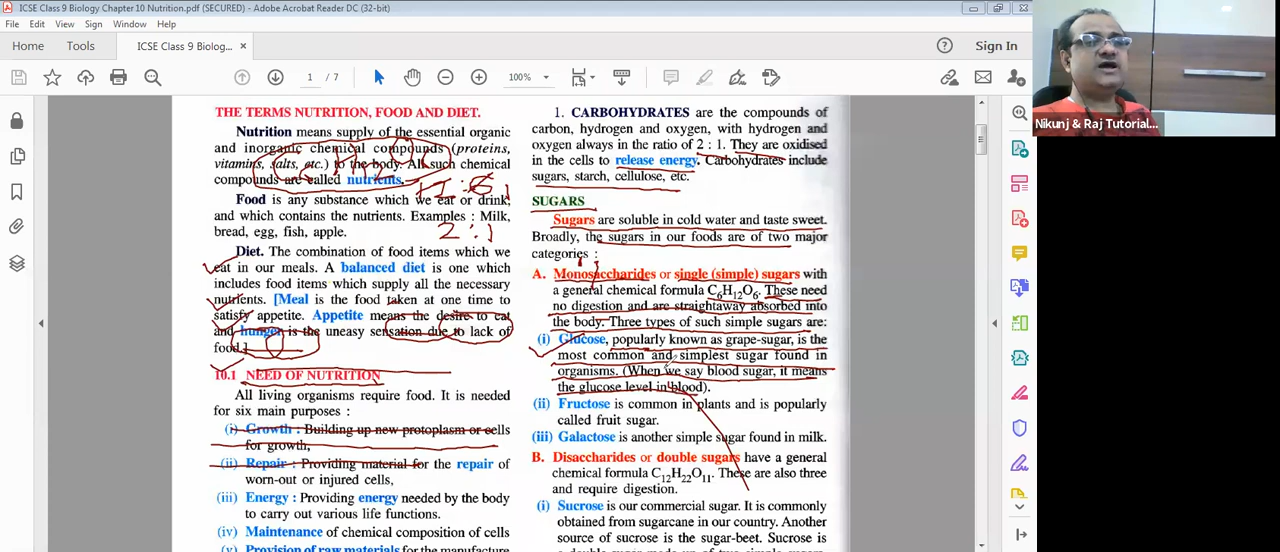 ICSE Class 9 Biology Chapter 10 Nutrition.pdf (SECURED) - Adobe Acrobat Reader DC (32-bit)
File Edit View Sign Window Help
Home Tools ICSE Class 9 Biolog... × Sign In
1 / 7 100%
THE TERMS NUTRITION, FOOD AND DIET.
Nutrition means supply of the essential organic
and inorganic chemical compounds (proteins,
vitamins, salts, etc.) to the body. All such chemical
compounds are called nutrients.
Food is any substance which we eat or drink,
and which contains the nutrients. Examples : Milk,
bread, egg, fish, apple.
2:1
Diet. The combination of food items which we
eat in our meals. A balanced diet is one which
includes food items which supply all the necessary
nutrients. [Meal is the food taken at one time to
satisfy appetite. Appetite means the desire to eat
and hunger is the uneasy sensation due to lack of
food.]
10.1 NEED OF NUTRITION
All living organisms require food. It is needed
for six main purposes :
(i) Growth : Building up new protoplasm or cells
for growth,
(ii) Repair : Providing material for the repair of
worn-out or injured cells,
(iii) Energy : Providing energy needed by the body
to carry out various life functions.
(iv) Maintenance of chemical composition of cells
(v) Provision of raw materials for the manufacture
1. CARBOHYDRATES are the compounds of
carbon, hydrogen and oxygen, with hydrogen and
oxygen always in the ratio of 2 : 1. They are oxidised
in the cells to release energy. Carbohydrates include
sugars, starch, cellulose, etc.
SUGARS
Sugars are soluble in cold water and taste sweet.
Broadly, the sugars in our foods are of two major
categories :
A. Monosaccharides or single (simple) sugars with
a general chemical formula C6H12O6. These need
no digestion and are straightaway absorbed into
the body. Three types of such simple sugars are:
(i) Glucose, popularly known as grape-sugar, is the
most common and simplest sugar found in
organisms. (When we say blood sugar, it means
the glucose level in blood).
(ii) Fructose is common in plants and is popularly
called fruit sugar.
(iii) Galactose is another simple sugar found in milk.
B. Disaccharides or double sugars have a general
chemical formula C12H22O11. These are also three
and require digestion.
(i) Sucrose is our commercial sugar. It is commonly
obtained from sugarcane in our country. Another
source of sucrose is the sugar-beet. Sucrose is
a double sugar made up of two simple sugars
Nikunj & Raj Tutorial...